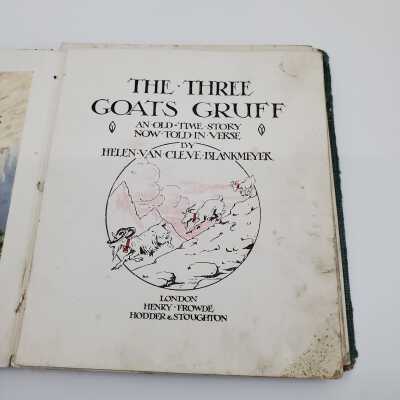 THE·THREE
GOATS GRUFF
AN·OLD·TIME·STORY
NOW·TOLD·IN·VERSE
BY
HELEN·VAN·CLEVE·BLANKMEYER
LONDON
HENRY·FROWDE
HODDER & STOUGHTON